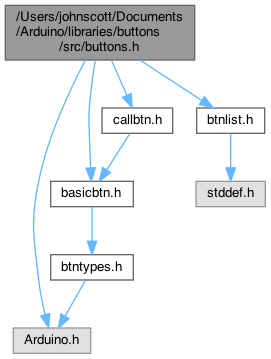 /Users/johnscott/Documents
/Arduino/libraries/buttons
/src/buttons.h
callbtn.h
btnlist.h
basicbtn.h
stddef.h
btntypes.h
Arduino.h